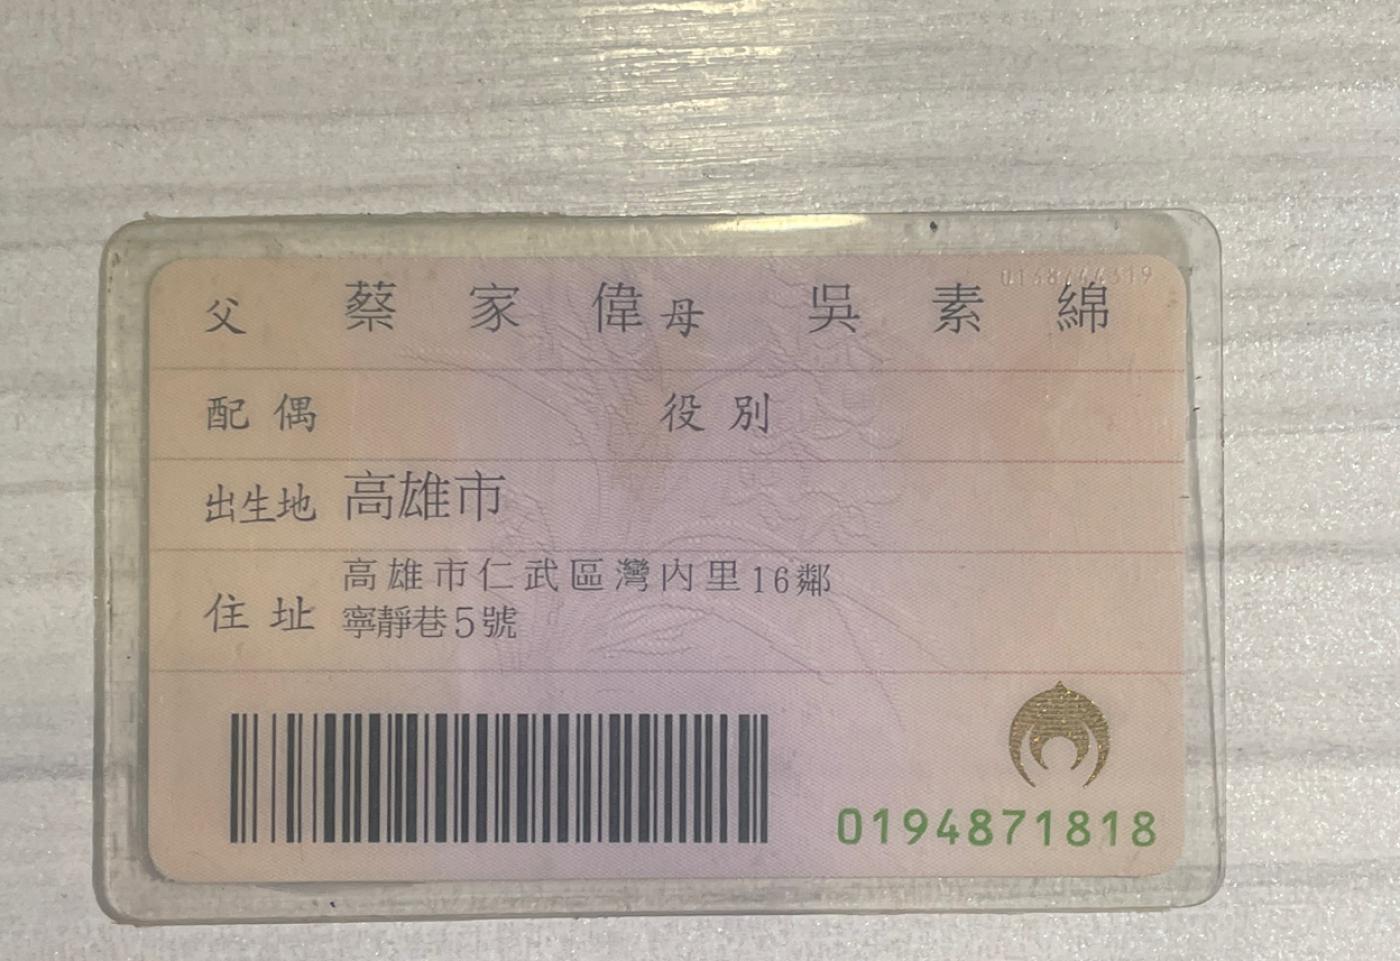 父 蔡家偉 母 吳素綿
配偶 役別
出生地 高雄市
住址 高雄市仁武區灣內里16鄰
寧靜巷5號
0194871818